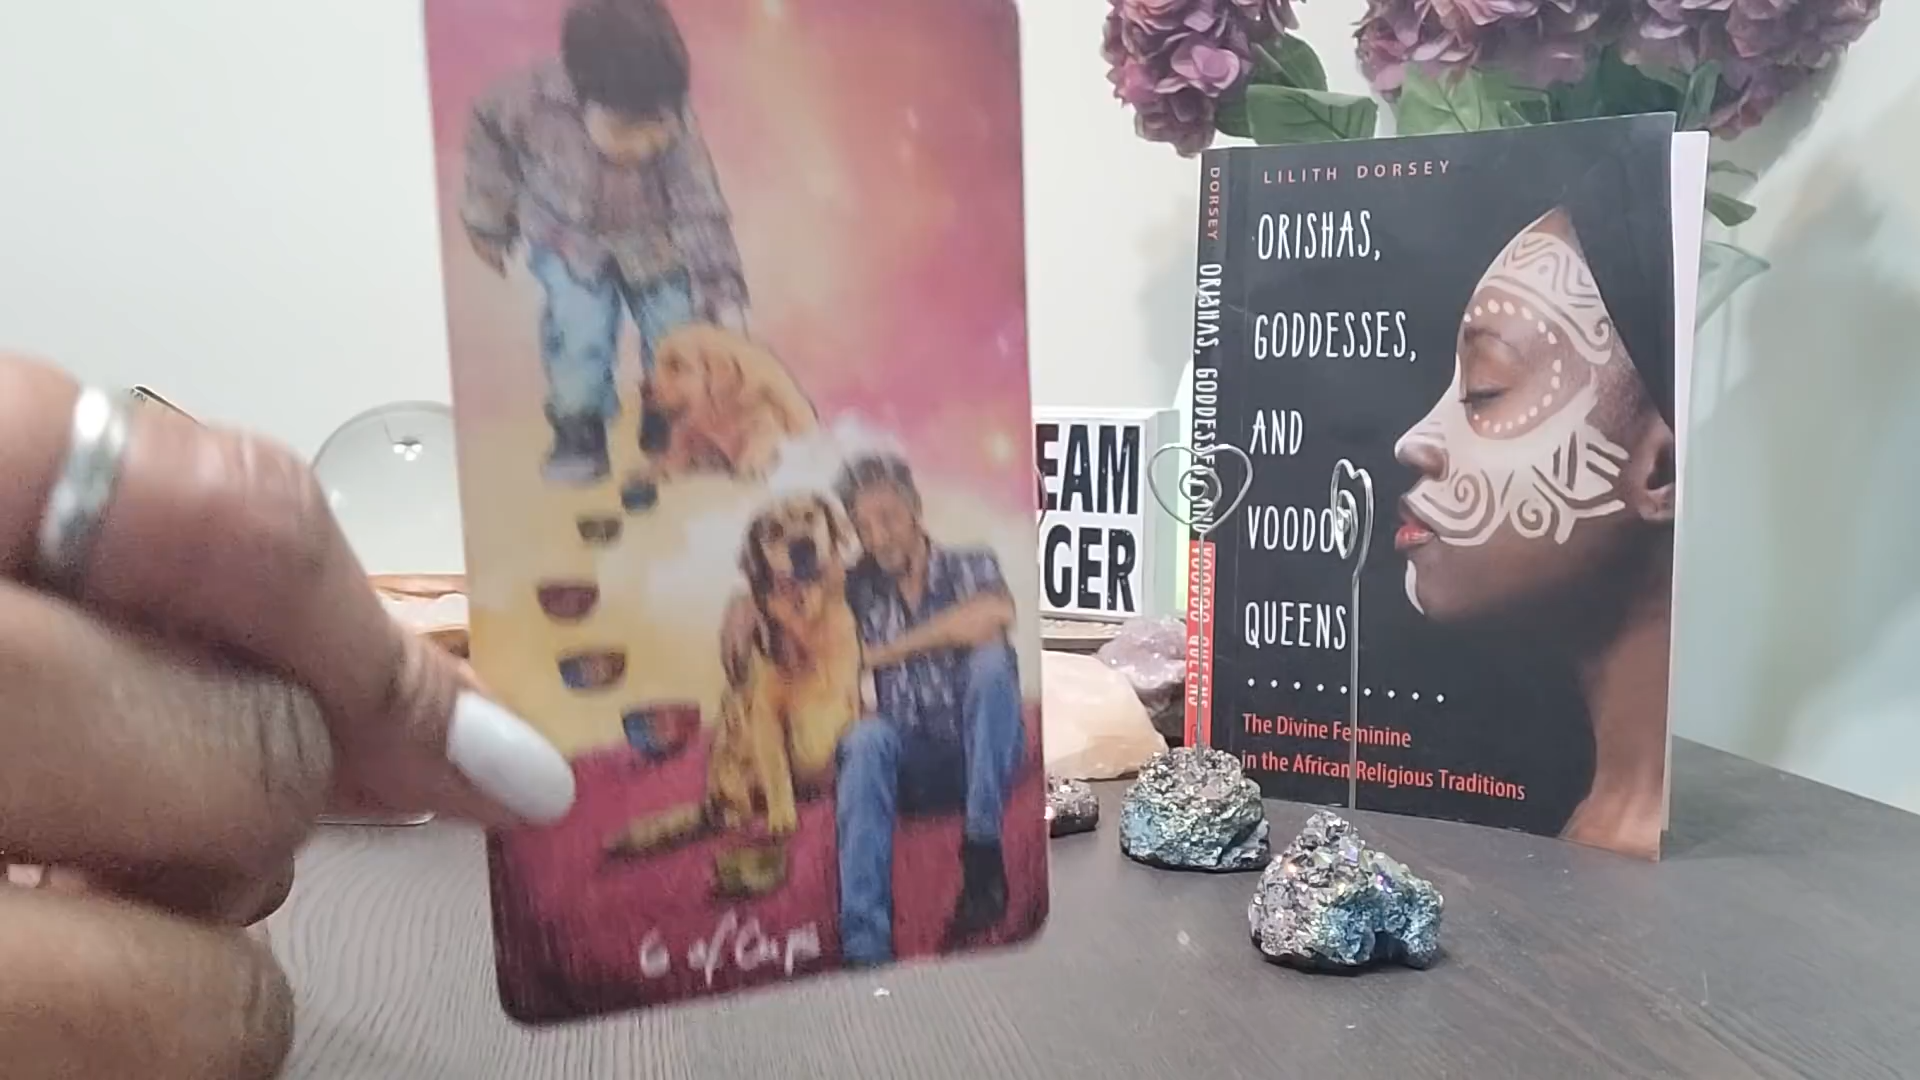 6 of Cups
EAM
GER
DORSEY ORISHAS, GODDESSES, AND VOODOO QUEENS
LILITH DORSEY
ORISHAS,
GODDESSES,
AND
VOODOO
QUEENS
The Divine Feminine
in the African Religious Traditions